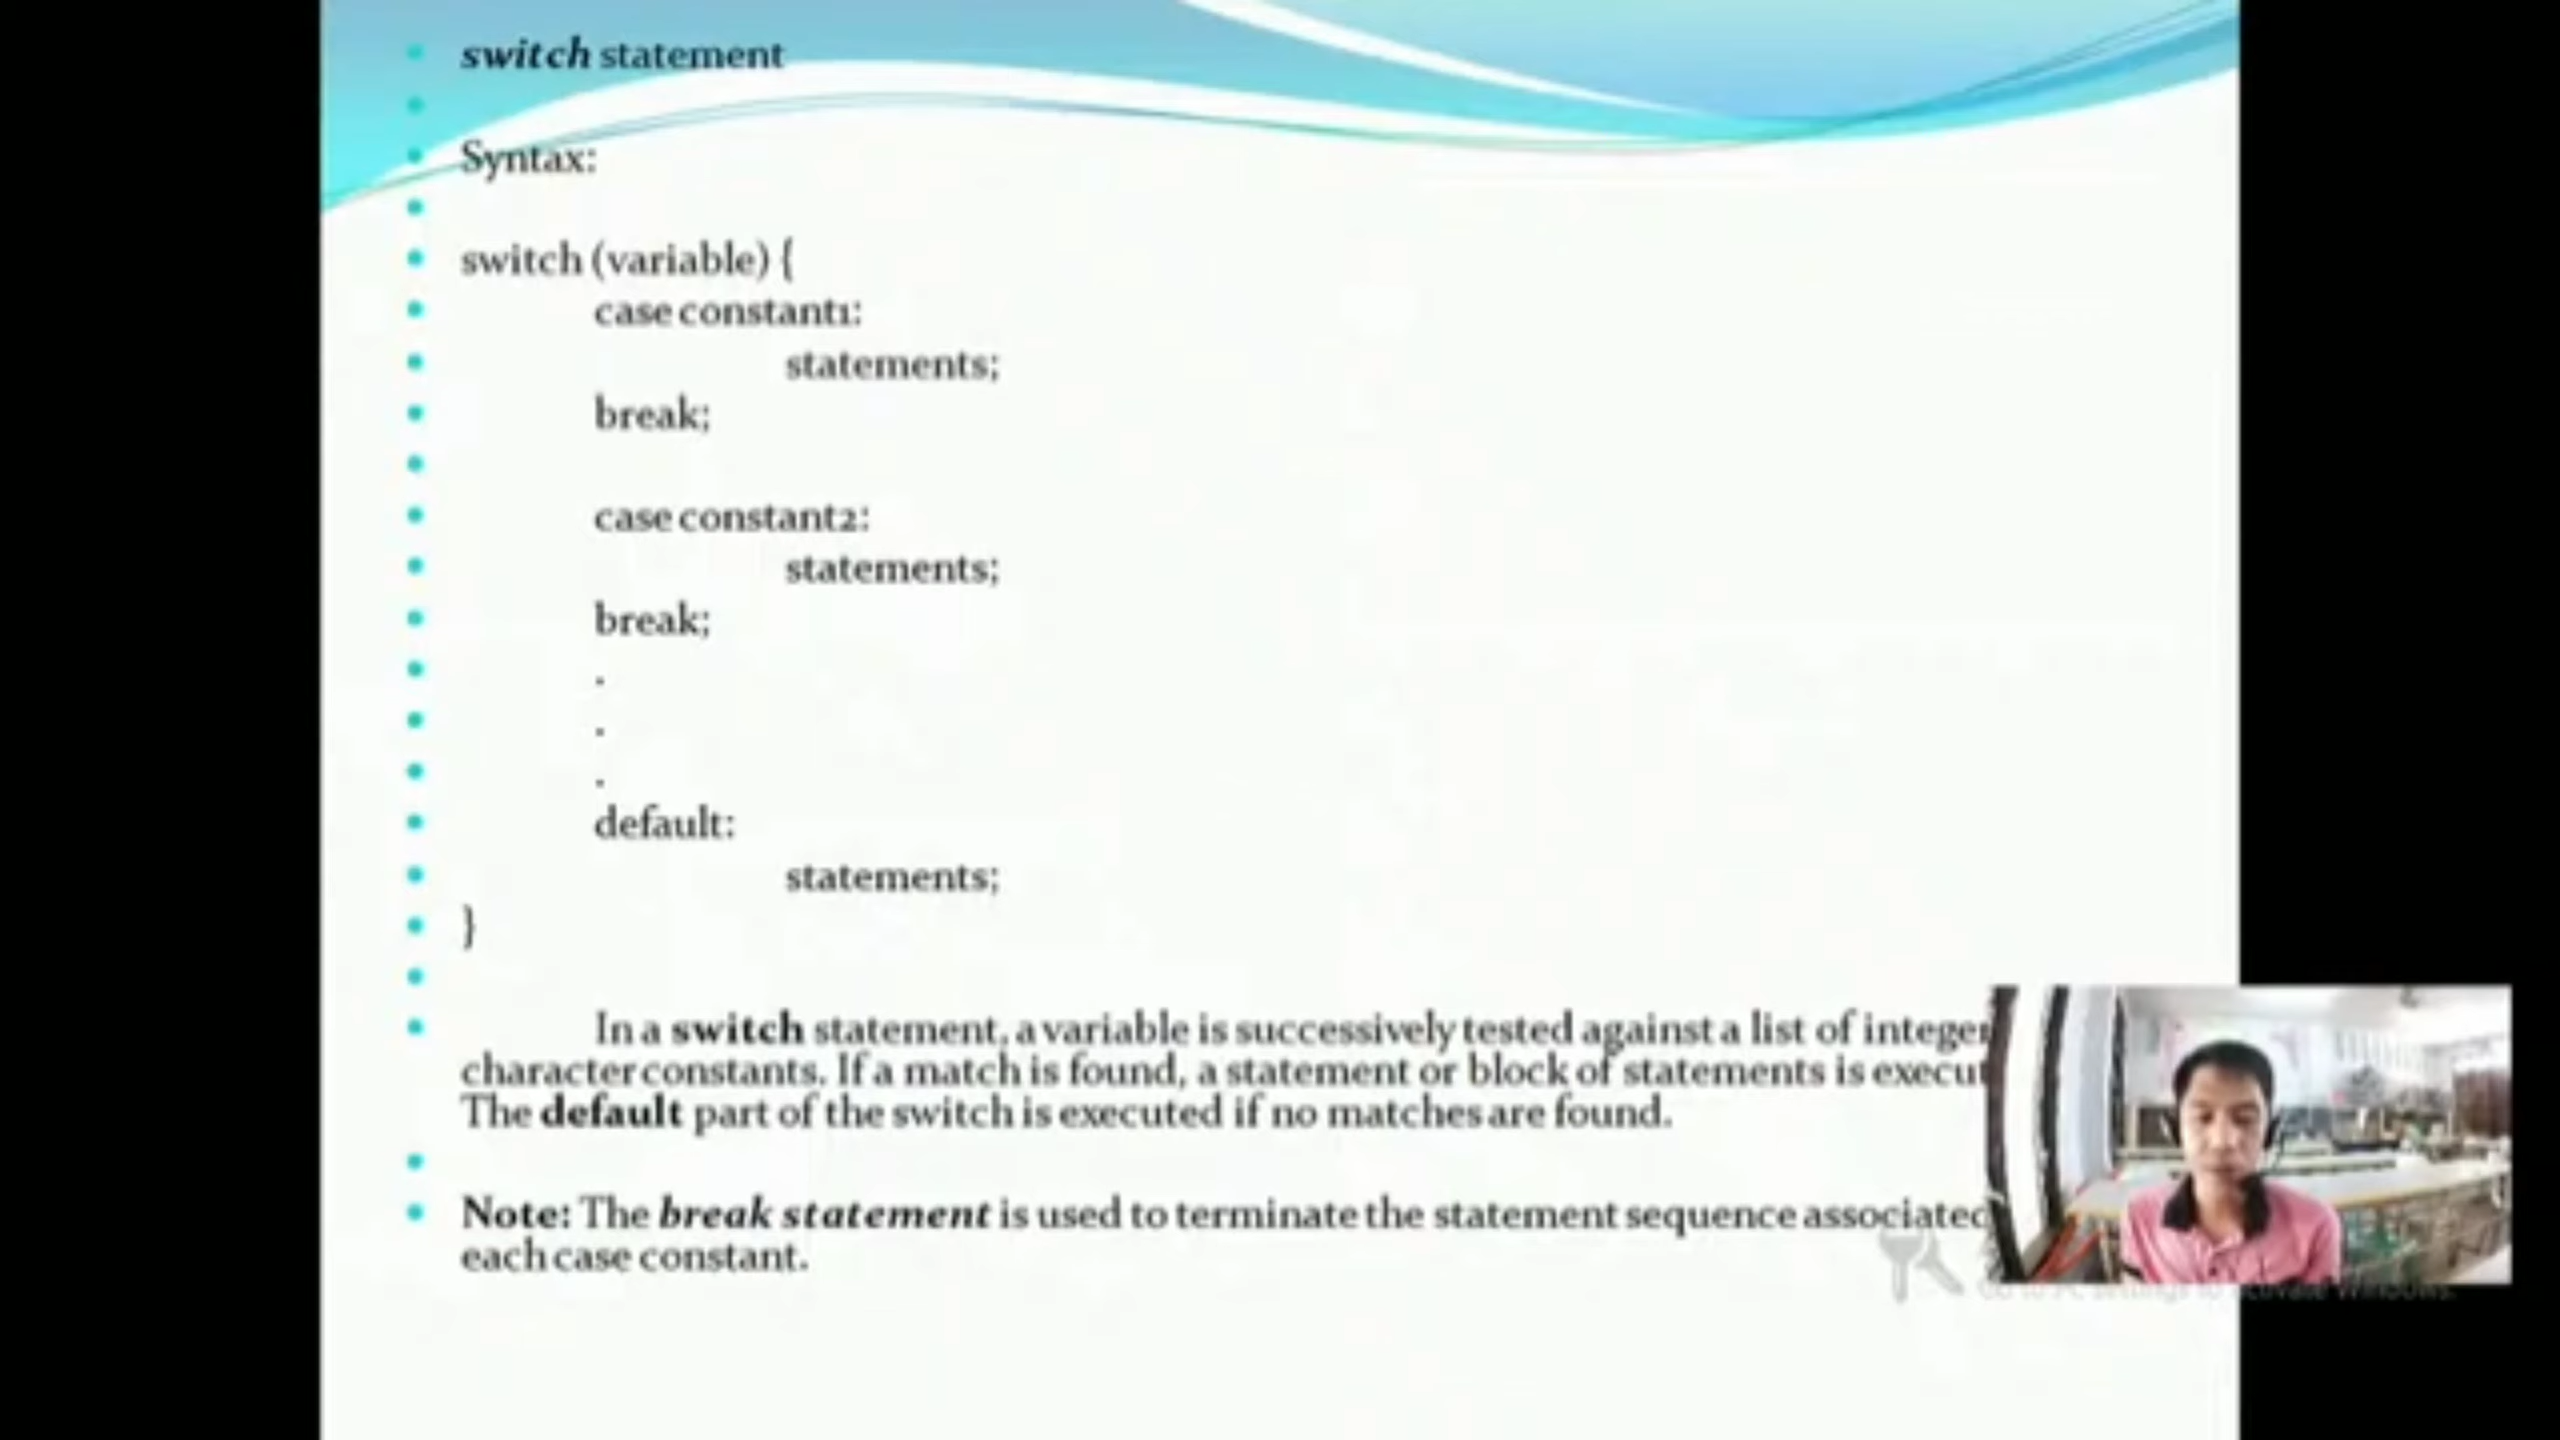 switch statement
Syntax:
switch (variable) {
case constant1:
statements;
break;
case constant2:
statements;
break;
.
.
.
default:
statements;
}
In a switch statement, a variable is successively tested against a list of integer
character constants. If a match is found, a statement or block of statements is execut
The default part of the switch is executed if no matches are found.
Note: The break statement is used to terminate the statement sequence associated
each case constant.